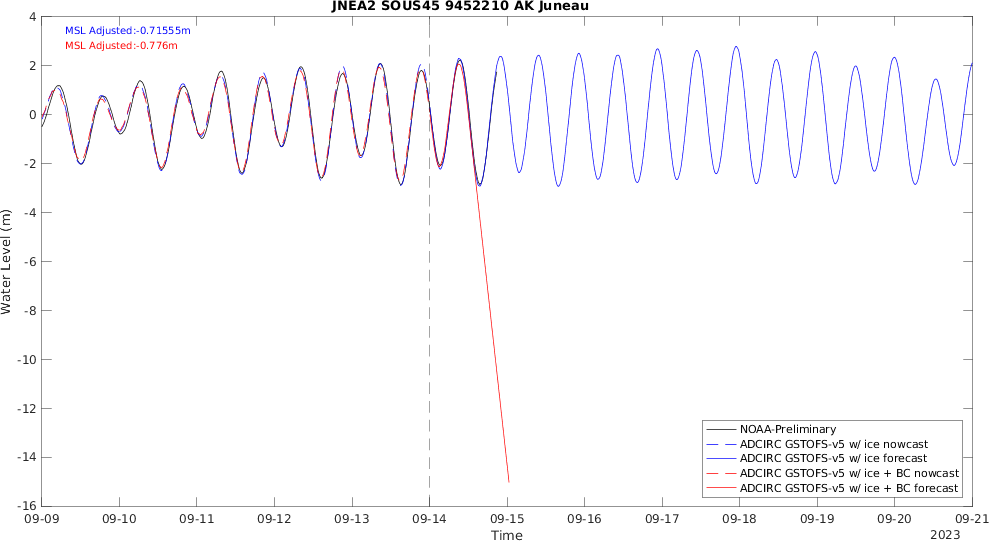 JNEA2 SOUS45 9452210 AK Juneau
MSL Adjusted:-0.71555m
MSL Adjusted:-0.776m
4
2
0
-2
-4
-6
-8
-10
-12
-14
-16
Water Level (m)
NOAA-Preliminary
ADCIRC GSTOFS-v5 w/ ice nowcast
ADCIRC GSTOFS-v5 w/ ice forecast
ADCIRC GSTOFS-v5 w/ ice + BC nowcast
ADCIRC GSTOFS-v5 w/ ice + BC forecast
09-09 09-10 09-11 09-12 09-13 09-14 09-15 09-16 09-17 09-18 09-19 09-20 09-21
Time
2023